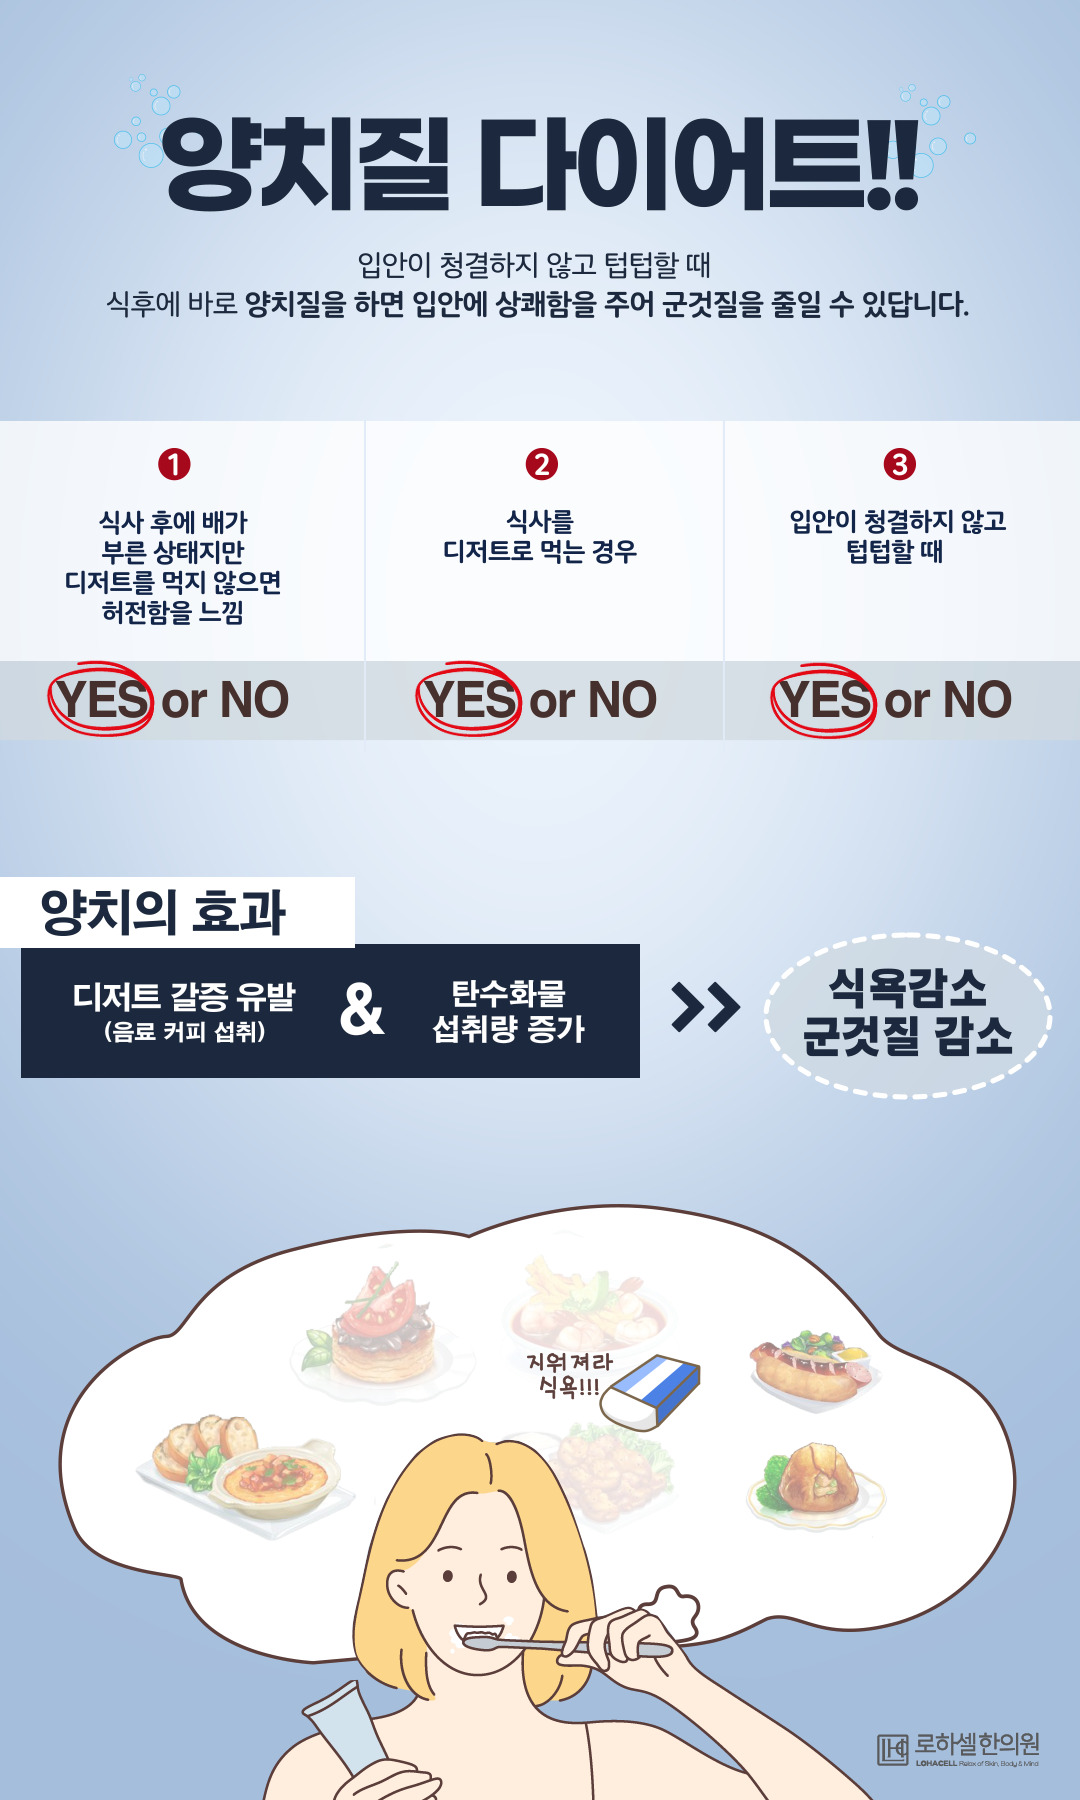 양치질 다이어트!!
입안이 청결하지 않고 텁텁할 때
식후에 바로 양치질을 하면 입안에 상쾌함을 주어 군것질을 줄일 수 있답니다.
1
식사 후에 배가
부른 상태지만
디저트를 먹지 않으면
허전함을 느낌
YES or NO
2
식사를
디저트로 먹는 경우
YES or NO
3
입안이 청결하지 않고
텁텁할 때
YES or NO
양치의 효과
디저트 갈증 유발
(음료 커피 섭취)
&
탄수화물
섭취량 증가
식욕감소
군것질 감소
지워져라
식욕!!!
로하셀한의원
LOHACELL Relax of Skin, Body & Mind